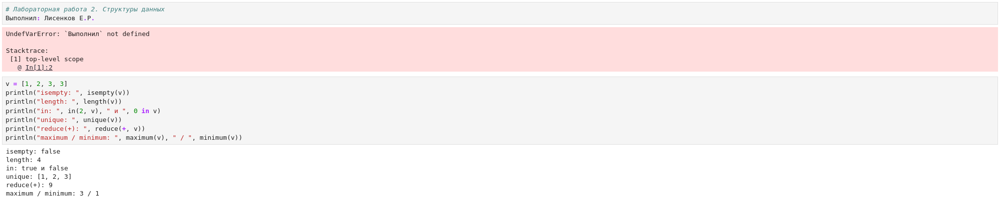 # Лабораторная работа 2. Структуры данных
Выполнил: Лисенков Е.Р.
UndefVarError: `Выполнил` not defined
Stacktrace:
[1] top-level scope
@ In[1]:2
v = [1, 2, 3, 3]
println("isempty: ", isempty(v))
println("length: ", length(v))
println("in: ", in(2, v), " и ", 0 in v)
println("unique: ", unique(v))
println("reduce(+): ", reduce(+, v))
println("maximum / minimum: ", maximum(v), " / ", minimum(v))
isempty: false
length: 4
in: true и false
unique: [1, 2, 3]
reduce(+): 9
maximum / minimum: 3 / 1